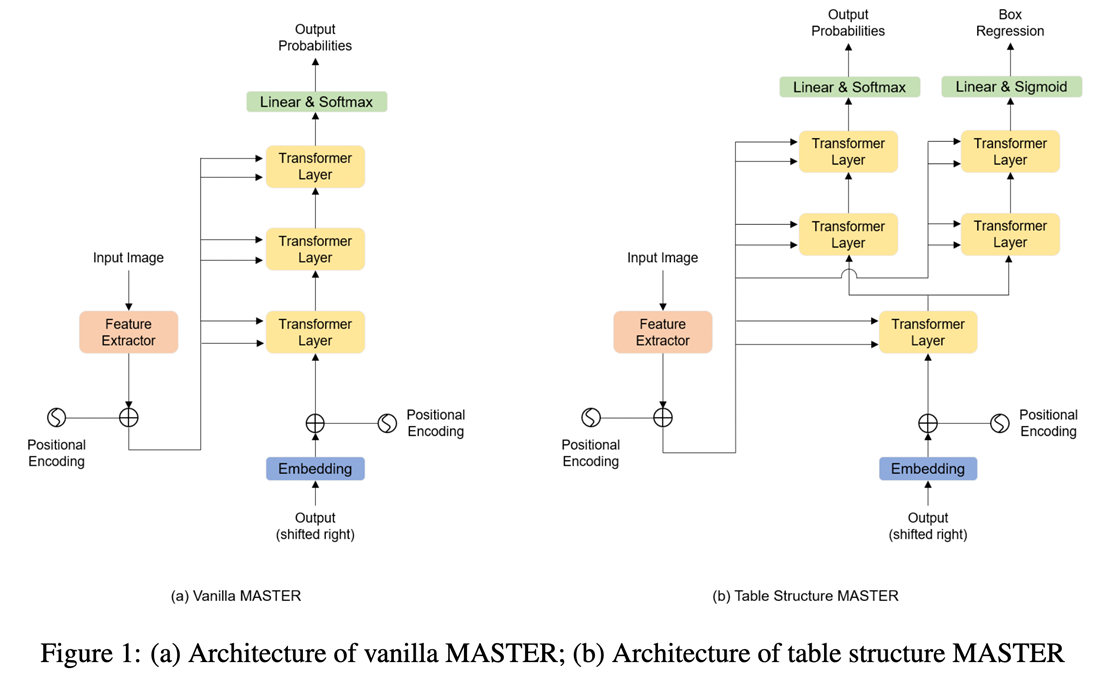 Output
Probabilities
Linear & Softmax
Transformer
Layer
Transformer
Layer
Input Image
Feature
Extractor
Transformer
Layer
Positional
Encoding
Positional
Encoding
Embedding
Output
(shifted right)
(a) Vanilla MASTER
Output
Probabilities
Box
Regression
Linear & Softmax
Linear & Sigmoid
Transformer
Layer
Transformer
Layer
Transformer
Layer
Transformer
Layer
Input Image
Feature
Extractor
Transformer
Layer
Positional
Encoding
Positional
Encoding
Embedding
Output
(shifted right)
(b) Table Structure MASTER
Figure 1: (a) Architecture of vanilla MASTER; (b) Architecture of table structure MASTER